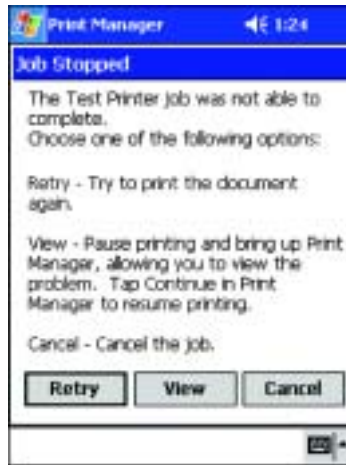 Print Manager 1:24
Job Stopped
The Test Printer job was not able to
complete.
Choose one of the following options:
Retry - Try to print the document
again.
View - Pause printing and bring up Print
Manager, allowing you to view the
problem. Tap Continue in Print
Manager to resume printing.
Cancel - Cancel the job.
Retry View Cancel